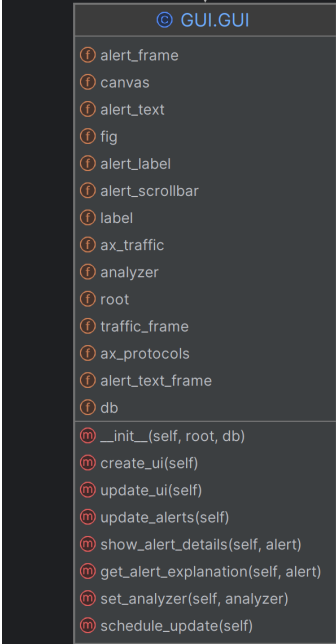 © GUI.GUI
f alert_frame
f canvas
f alert_text
f fig
f alert_label
f alert_scrollbar
f label
f ax_traffic
f analyzer
f root
f traffic_frame
f ax_protocols
f alert_text_frame
f db
m __init__(self, root, db)
m create_ui(self)
m update_ui(self)
m update_alerts(self)
m show_alert_details(self, alert)
m get_alert_explanation(self, alert)
m set_analyzer(self, analyzer)
m schedule_update(self)